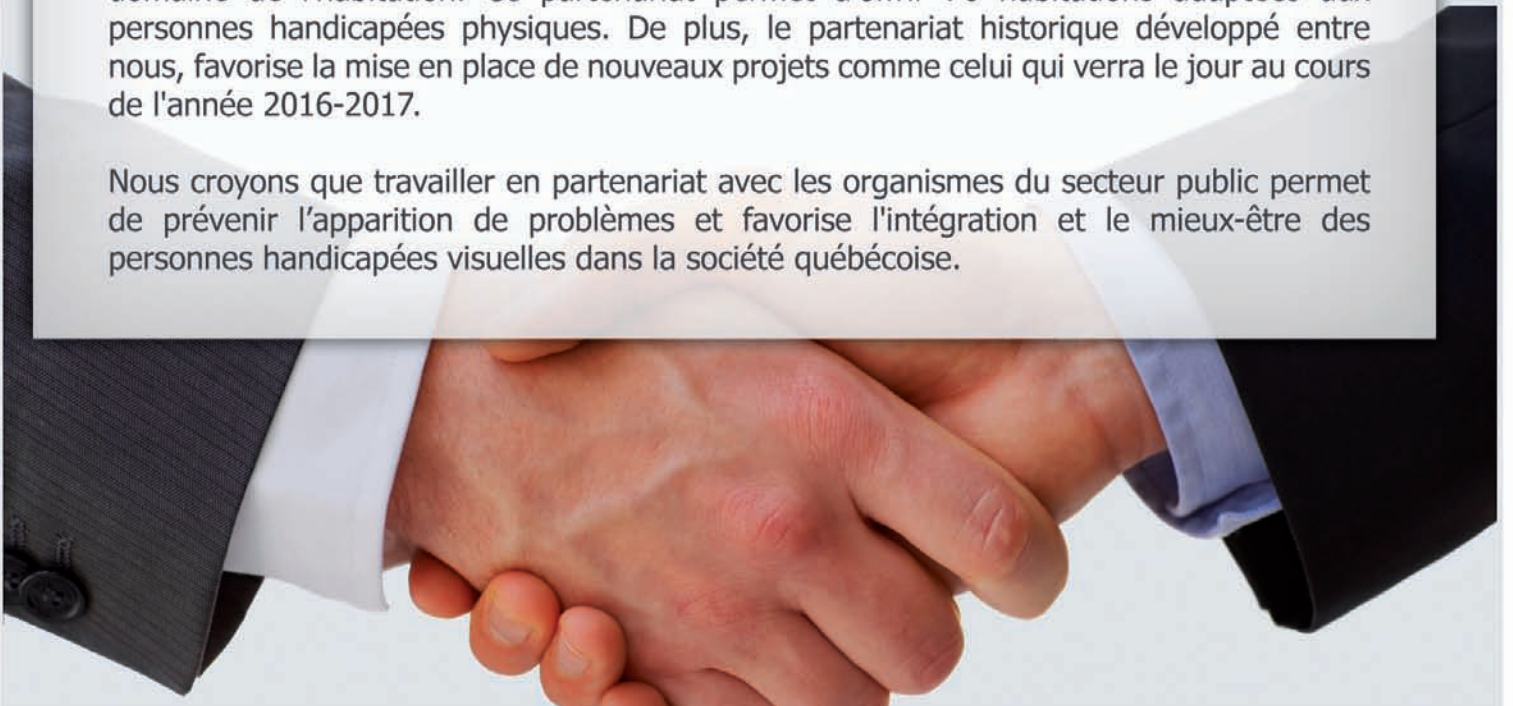 personnes handicapées physiques. De plus, le partenariat historique développé entre
nous, favorise la mise en place de nouveaux projets comme celui qui verra le jour au cours
de l'année 2016-2017.
Nous croyons que travailler en partenariat avec les organismes du secteur public permet
de prévenir l’apparition de problèmes et favorise l'intégration et le mieux-être des
personnes handicapées visuelles dans la société québécoise.